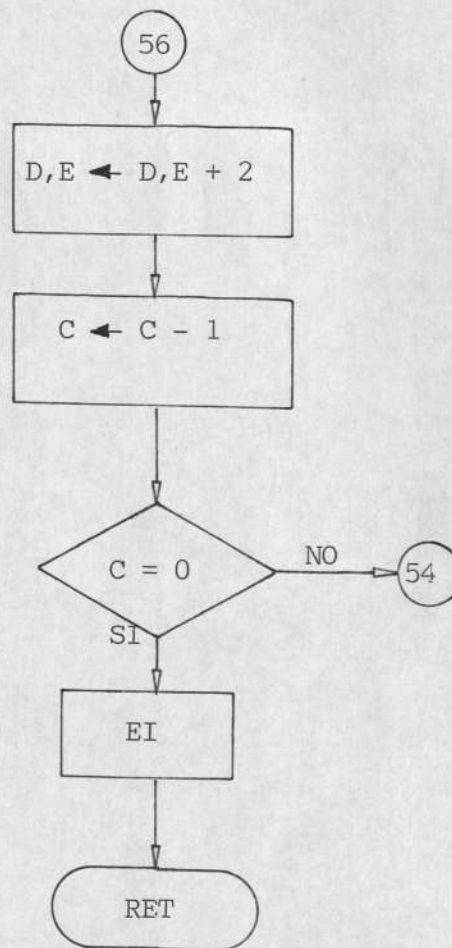 56
D,E ← D,E + 2
C ← C - 1
C = 0
NO
54
SI
EI
RET